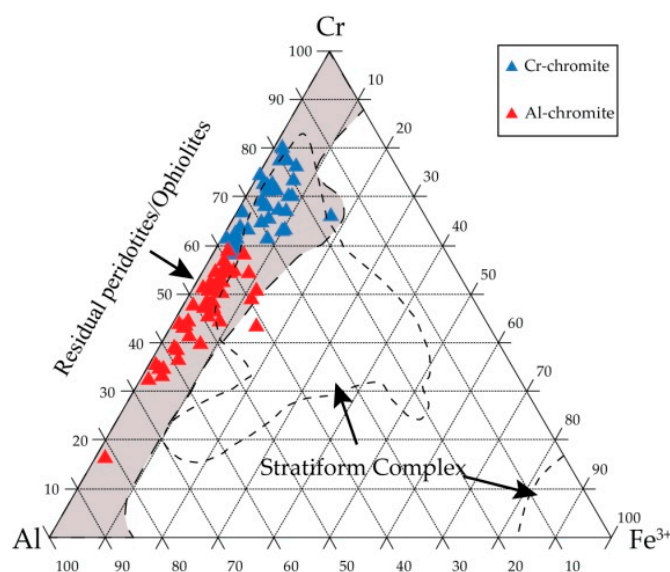 Cr
100
10
90
20
80
30
70
40
60
50
50
60
40
70
30
80
20
90
10
100
Al
Fe³⁺
100 90 80 70 60 50 40 30 20 10
Cr-chromite
Al-chromite
Residual peridotites/Ophiolites
Stratiform Complex